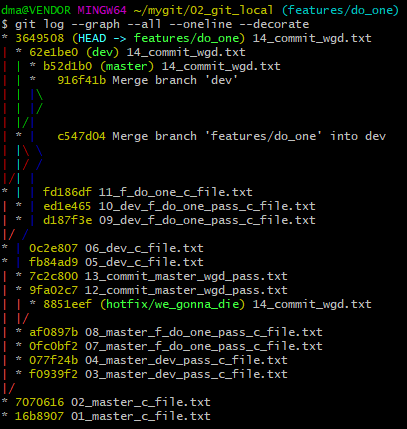 dma@VENDOR MINGW64 ~/mygit/02_git_local (features/do_one)
$ git log --graph --all --oneline --decorate
* 3649508 (HEAD -> features/do_one) 14_commit_wgd.txt
| * 62e1be0 (dev) 14_commit_wgd.txt
| | * b52d1b0 (master) 14_commit_wgd.txt
| | *   916f41b Merge branch 'dev'
| | |\
| | |/
| |/|
| * |   c547d04 Merge branch 'features/do_one' into dev
| |\ \
| |/ /
|/| |
* | | fd186df 11_f_do_one_c_file.txt
| * | ed1e465 10_dev_f_do_one_pass_c_file.txt
| * | d187f3e 09_dev_f_do_one_pass_c_file.txt
|/ /
* | 0c2e807 06_dev_c_file.txt
* | fb84ad9 05_dev_c_file.txt
| * 7c2c800 13_commit_master_wgd_pass.txt
| * 9fa02c7 12_commit_master_wgd_pass.txt
| | * 8851eef (hotfix/we_gonna_die) 14_commit_wgd.txt
| |/
| * af0897b 08_master_f_do_one_pass_c_file.txt
| * 0fc0bf2 07_master_f_do_one_pass_c_file.txt
| * 077f24b 04_master_dev_pass_c_file.txt
| * f0939f2 03_master_dev_pass_c_file.txt
|/
* 7070616 02_master_c_file.txt
* 16b8907 01_master_c_file.txt